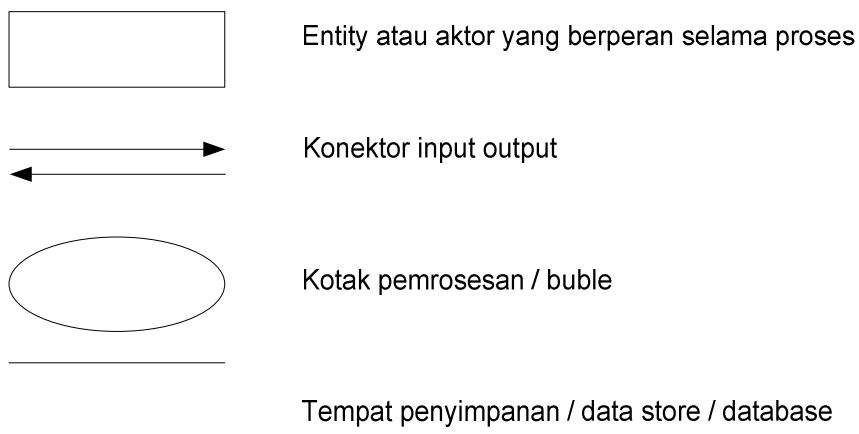 Entity atau aktor yang berperan selama proses
Konektor input output
Kotak pemrosesan / buble
Tempat penyimpanan / data store / database